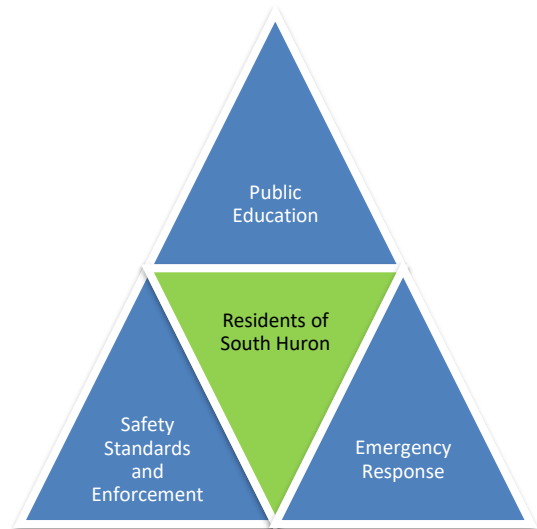 Public
Education
Residents of
South Huron
Safety
Standards
and
Enforcement
Emergency
Response